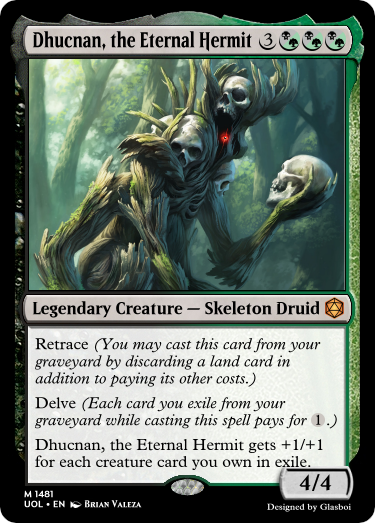 Dhucnan, the Eternal Hermit 3
Legendary Creature — Skeleton Druid
Retrace (You may cast this card from your
graveyard by discarding a land card in
addition to paying its other costs.)
Delve (Each card you exile from your
graveyard while casting this spell pays for 1.)
Dhucnan, the Eternal Hermit gets +1/+1
for each creature card you own in exile.
4/4
M 1481
UOL • EN Brian Valeza
Designed by Glasboi